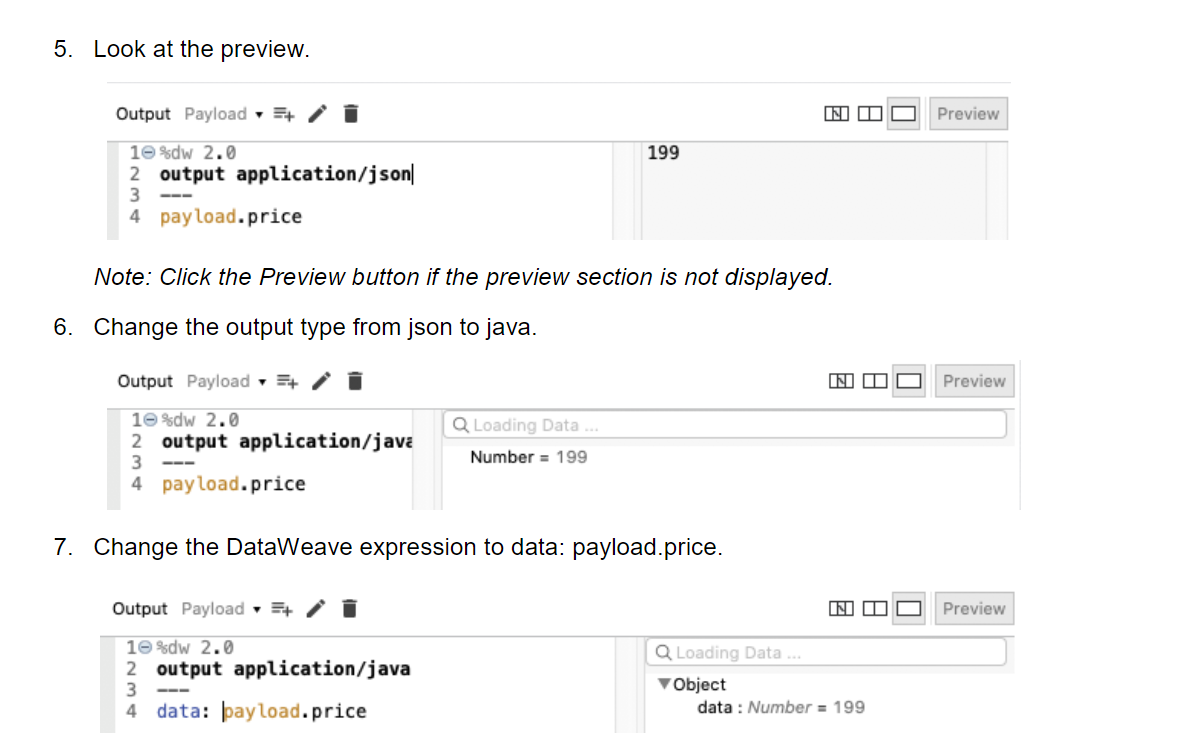 5. Look at the preview.
Output Payload Preview
1 %dw 2.0 199
2 output application/json
3 ---
4 payload.price
Note: Click the Preview button if the preview section is not displayed.
6. Change the output type from json to java.
Output Payload N Preview
1 %dw 2.0 Loading Data ...
2 output application/java
3 --- Number = 199
4 payload.price
7. Change the DataWeave expression to data: payload.price.
Output Payload N Preview
1 %dw 2.0 Loading Data ...
2 output application/java
3 --- Object
4 data: payload.price data : Number = 199